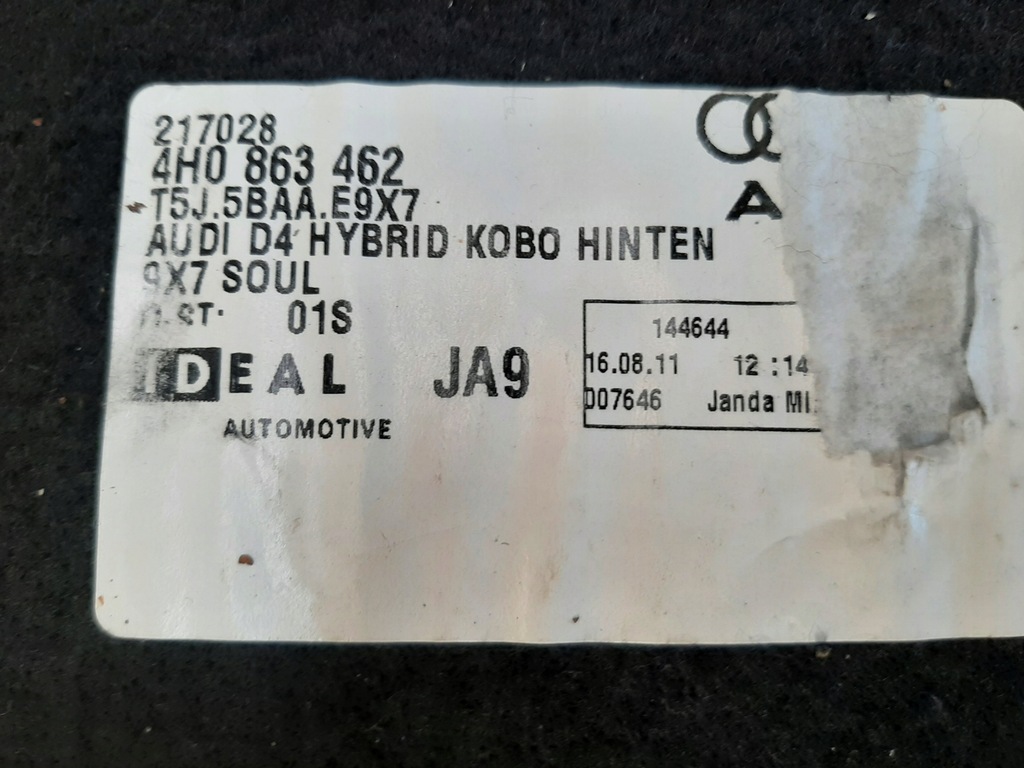 217028
4H0 863 462
T5J.5BAA.E9X7
AUDI D4 HYBRID KOBO HINTEN
9X7 SOUL
01S
IDEAL JA9
AUTOMOTIVE
A
144644
16.08.11 12:14
007646 Janda